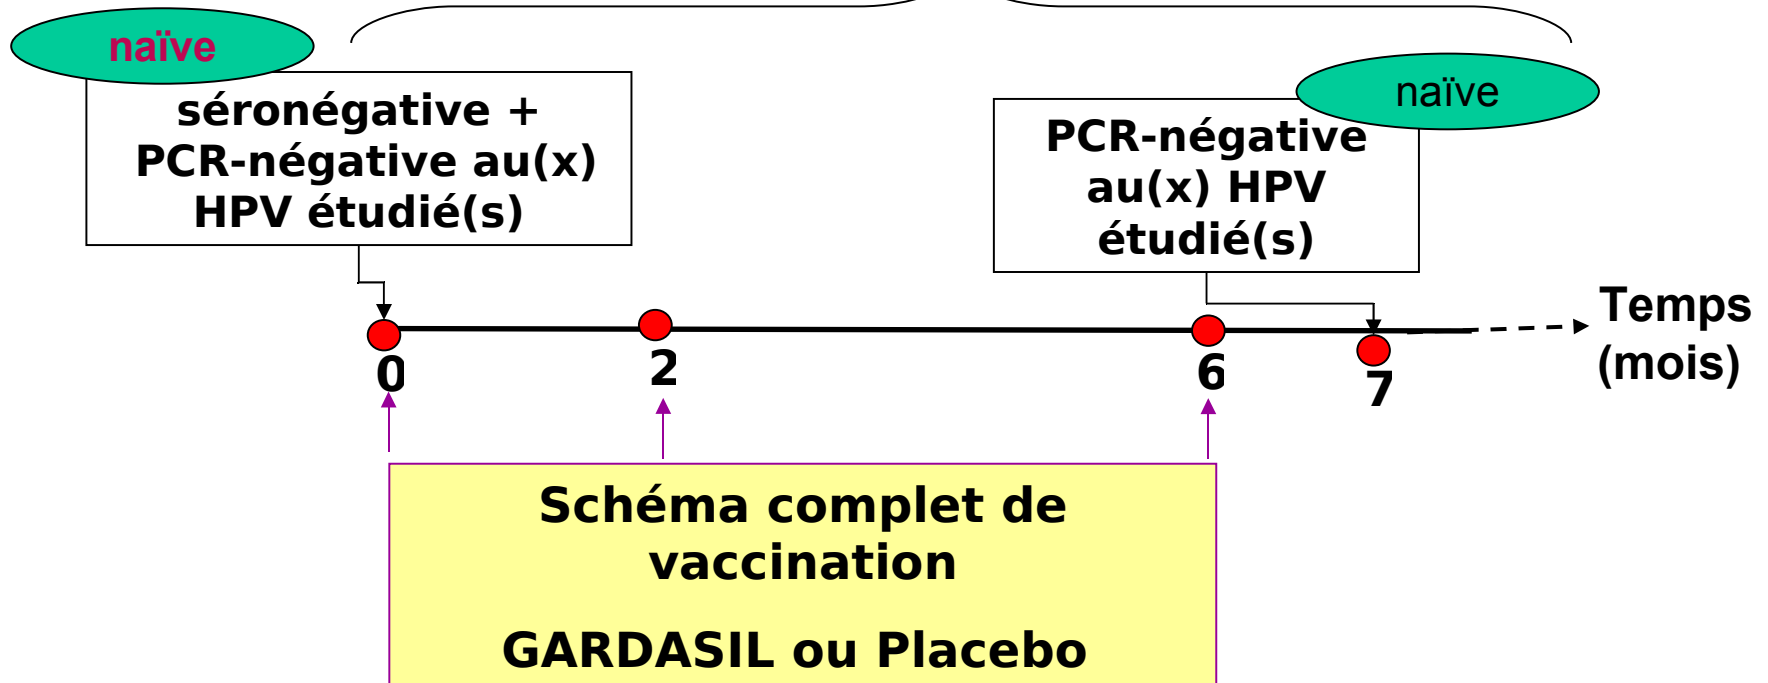 naïve
séronégative +
PCR-négative au(x)
HPV étudié(s)
naïve
PCR-négative
au(x) HPV
étudié(s)
0
2
6
7
Temps
(mois)
Schéma complet de
vaccination
GARDASIL ou Placebo